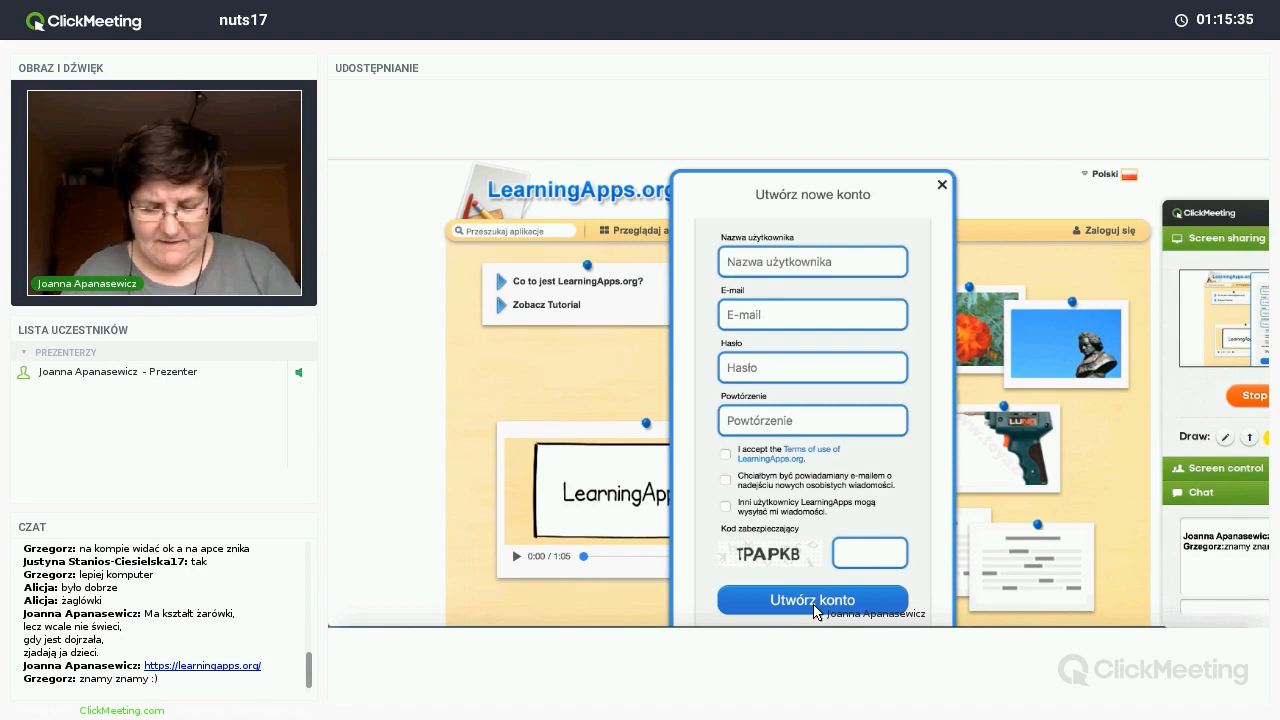 ClickMeeting
nuts17
01:15:35
OBRAZ I DŹWIĘK
Joanna Apanasewicz
LISTA UCZESTNIKÓW
PREZENTERZY
Joanna Apanasewicz - Prezenter
CZAT
Grzegorz: na kompie widać ok a na apce znika
Justyna Stanios-Ciesielska17: tak
Grzegorz: lepiej komputer
Alicja: było dobrze
Alicja: żaglówki
Joanna Apanasewicz: Ma kształt żarówki,
lecz wcale nie świeci,
gdy jest dojrzała,
zjadają ja dzieci.
Joanna Apanasewicz: https://learningapps.org/
Grzegorz: znamy znamy :)
ClickMeeting.com
UDOSTĘPNIANIE
LearningApps.org
Polski
Przeszukaj aplikacje
Przeglądaj a
Zaloguj się
Co to jest LearningApps.org?
Zobacz Tutorial
LearningApp
0:00 / 1:05
Utwórz nowe konto
Nazwa użytkownika
Nazwa użytkownika
E-mail
E-mail
Hasło
Hasło
Powtórzenie
Powtórzenie
I accept the Terms of use of
LearningApps.org.
Chciałbym być powiadamiany e-mailem o
nadejściu nowych osobistych wiadomości.
Inni użytkownicy LearningApps mogą
wysyłać mi wiadomości.
Kod zabezpieczający
TPAPKB
Utwórz konto
Joanna Apanasewicz
ClickMeeting
Screen sharing
Stop
Draw:
Screen control
Chat
Joanna Apanasewicz
Grzegorz:znamy znam
ClickMeeting